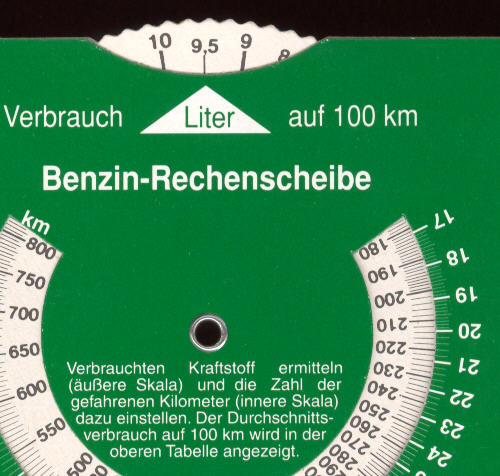 10 9,5 9 8
Verbrauch Liter auf 100 km
Benzin-Rechenscheibe
km
800
750
700
650
600
550
500
180
190
200
210
220
230
240
250
260
270
280
290
17
18
19
20
21
22
23
24
Verbrauchten Kraftstoff ermitteln
(äußere Skala) und die Zahl der
gefahrenen Kilometer (innere Skala)
dazu einstellen. Der Durchschnitts-
verbrauch auf 100 km wird in der
oberen Tabelle angezeigt.